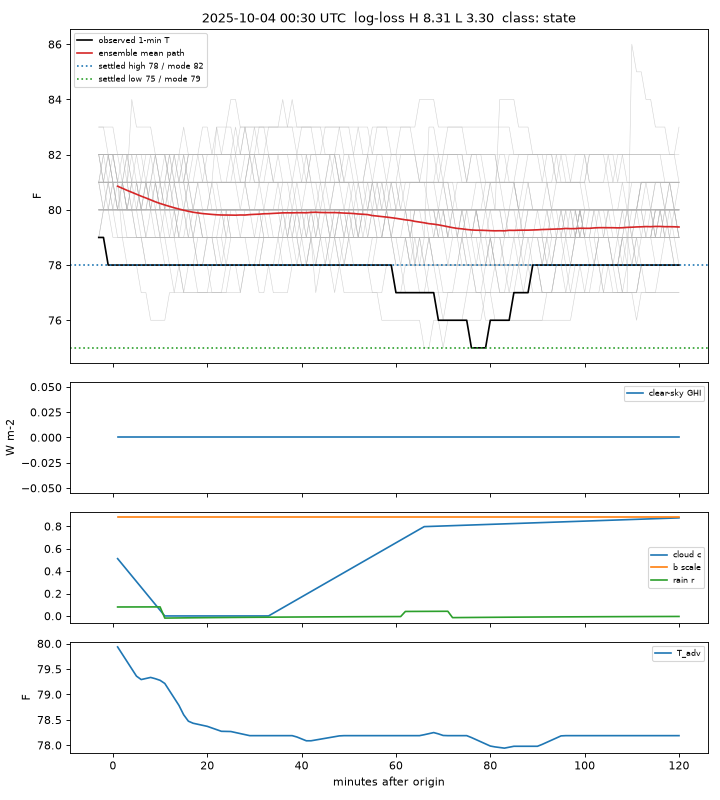 2025-10-04 00:30 UTC  log-loss H 8.31 L 3.30  class: state
observed 1-min T
ensemble mean path
settled high 78 / mode 82
settled low 75 / mode 79
86
84
82
80
78
76
F
clear-sky GHI
0.050
0.025
0.000
−0.025
−0.050
W m-2
cloud c
b scale
rain r
0.8
0.6
0.4
0.2
0.0
T_adv
80.0
79.5
79.0
78.5
78.0
F
0 20 40 60 80 100 120
minutes after origin